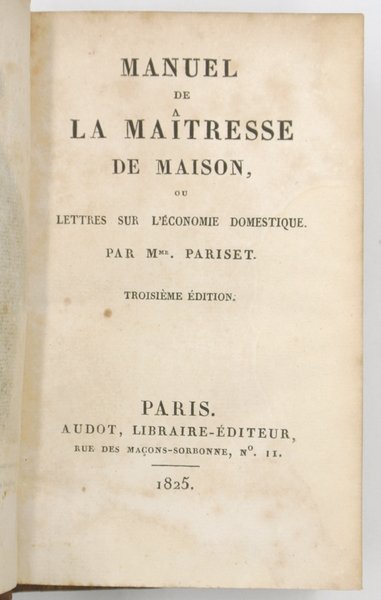 MANUEL
DE
LA MAÎTRESSE
DE MAISON,
OU
LETTRES SUR L'ÉCONOMIE DOMESTIQUE.
PAR MME. PARISET.
TROISIÈME ÉDITION.
PARIS.
AUDOT, LIBRAIRE-ÉDITEUR,
RUE DES MAÇONS-SORBONNE, Nº. 11.
1825.